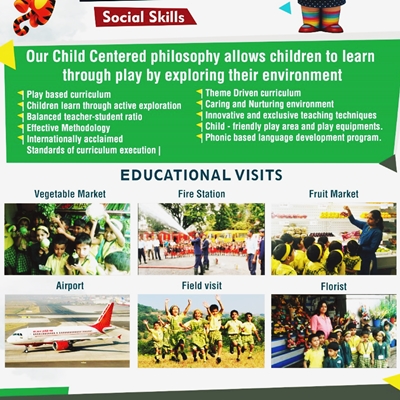 Social Skills
Our Child Centered philosophy allows children to learn
through play by exploring their environment
Play based curriculum
Children learn through active exploration
Balanced teacher-student ratio
Effective Methodology
Internationally acclaimed
Standards of curriculum execution |
Theme Driven curriculum
Caring and Nurturing environment
Innovative and exclusive teaching techniques
Child - friendly play area and play equipments.
Phonic based language development program.
EDUCATIONAL VISITS
Vegetable Market
Fire Station
Fruit Market
Airport
Field visit
Florist